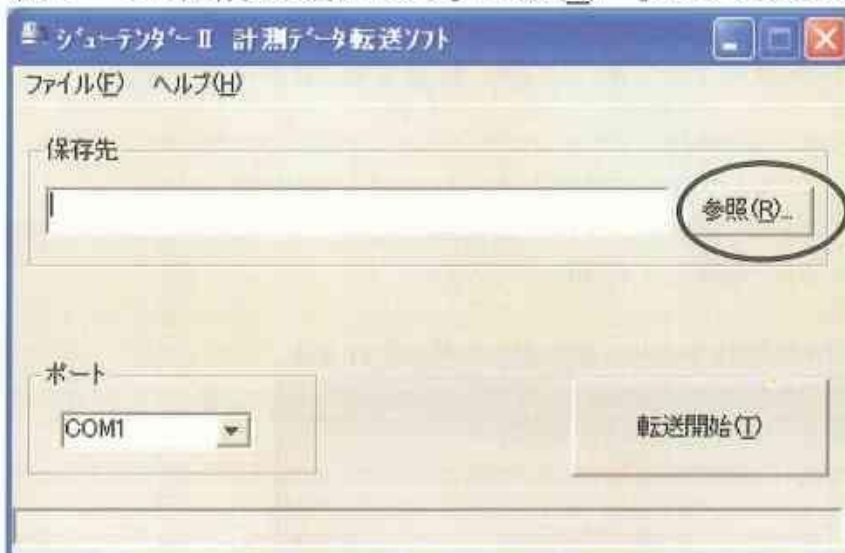 ジューテンダーⅡ 計測データ転送ソフト
ファイル(F) ヘルプ(H)
保存先
参照(R)...
ポート
COM1
転送開始(T)